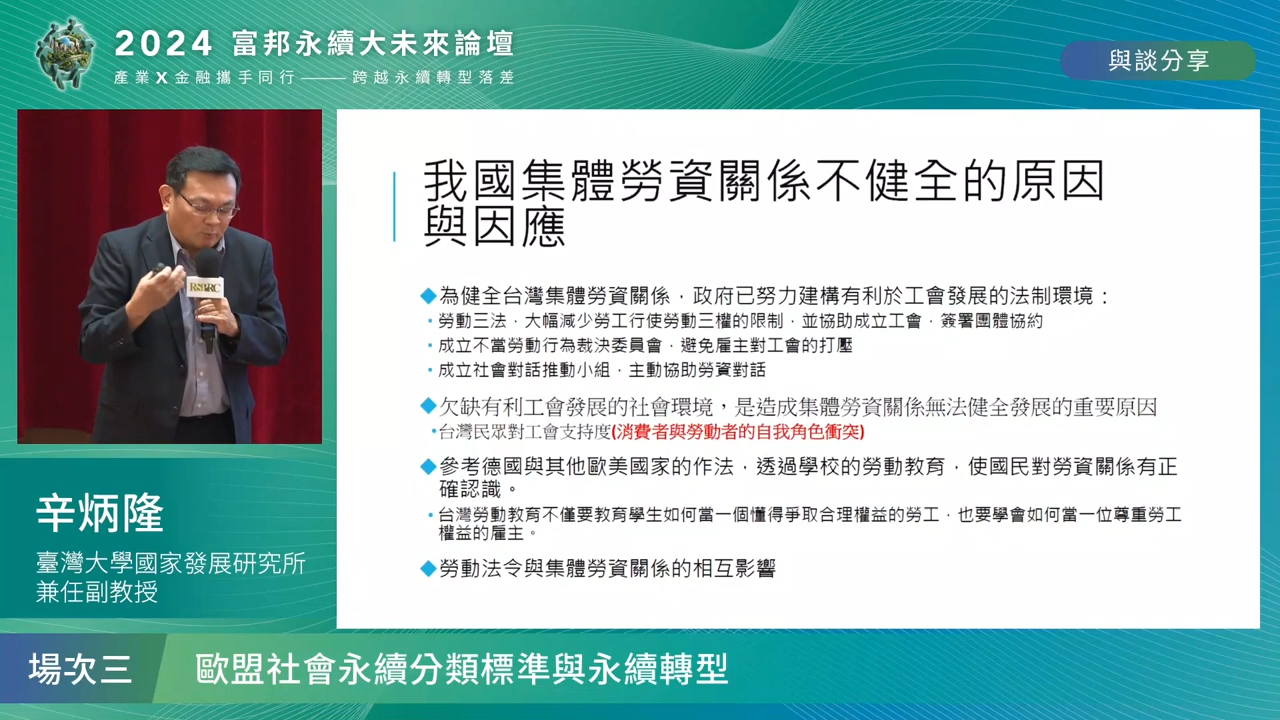 2024 富邦永續大未來論壇
產業X金融攜手同行——跨越永續轉型落差
與談分享
RSPRC
辛炳隆
臺灣大學國家發展研究所
兼任副教授
我國集體勞資關係不健全的原因
與因應
◆為健全台灣集體勞資關係，政府已努力建構有利於工會發展的法制環境：
•勞動三法，大幅減少勞工行使勞動三權的限制，並協助成立工會，簽署團體協約
•成立不當勞動行為裁決委員會，避免雇主對工會的打壓
•成立社會對話推動小組，主動協助勞資對話
◆欠缺有利工會發展的社會環境，是造成集體勞資關係無法健全發展的重要原因
•台灣民眾對工會支持度(消費者與勞動者的自我角色衝突)
◆參考德國與其他歐美國家的作法，透過學校的勞動教育，使國民對勞資關係有正
確認識。
•台灣勞動教育不僅要教育學生如何當一個懂得爭取合理權益的勞工，也要學會如何當一位尊重勞工
權益的雇主。
◆勞動法令與集體勞資關係的相互影響
場次三
歐盟社會永續分類標準與永續轉型